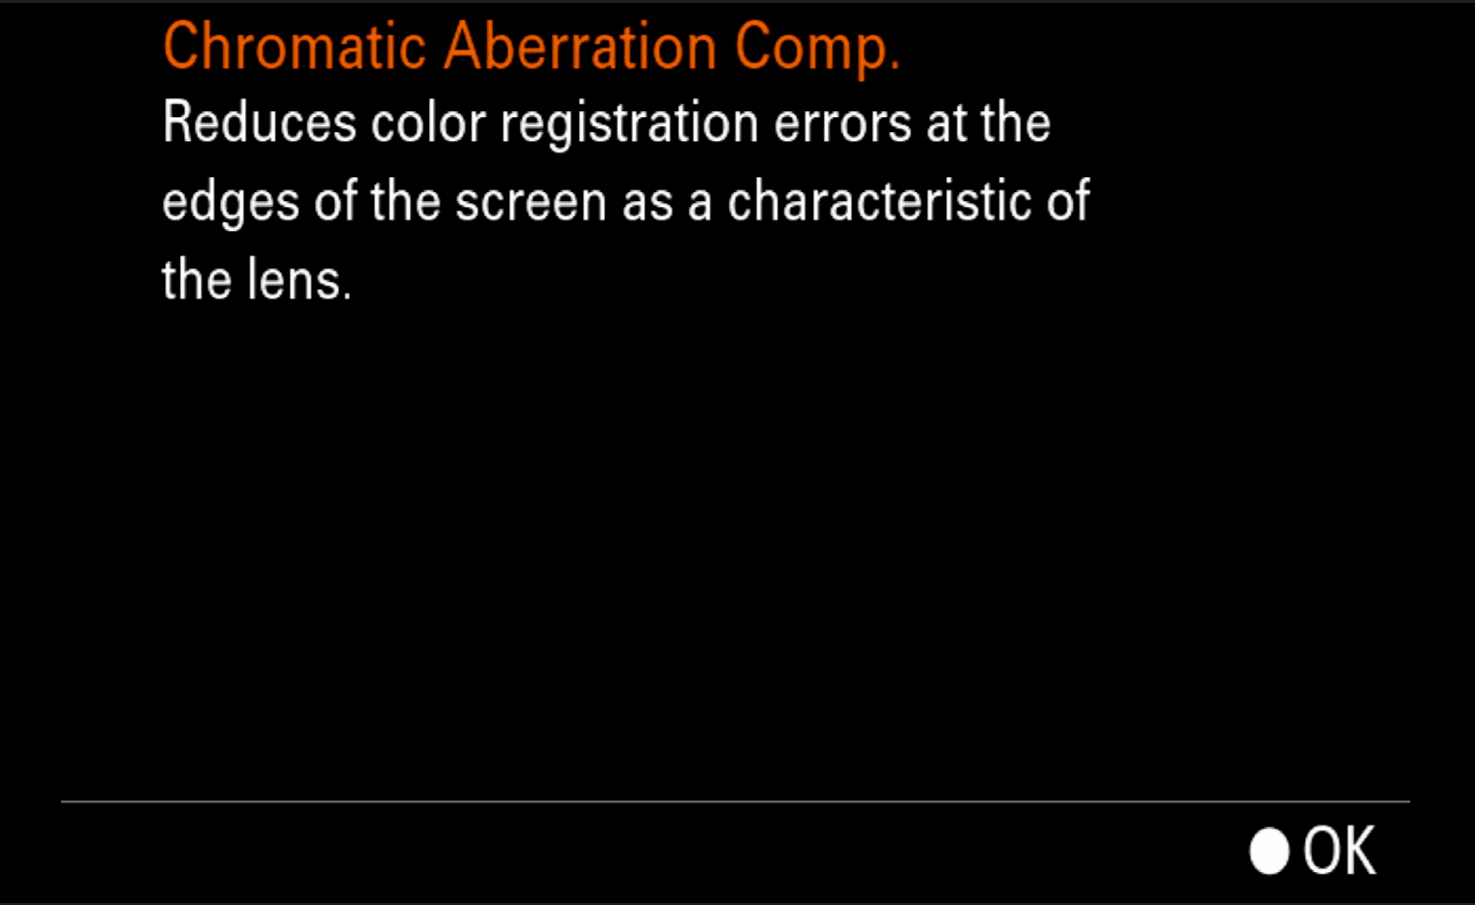 Chromatic Aberration Comp.
Reduces color registration errors at the
edges of the screen as a characteristic of
the lens.
OK